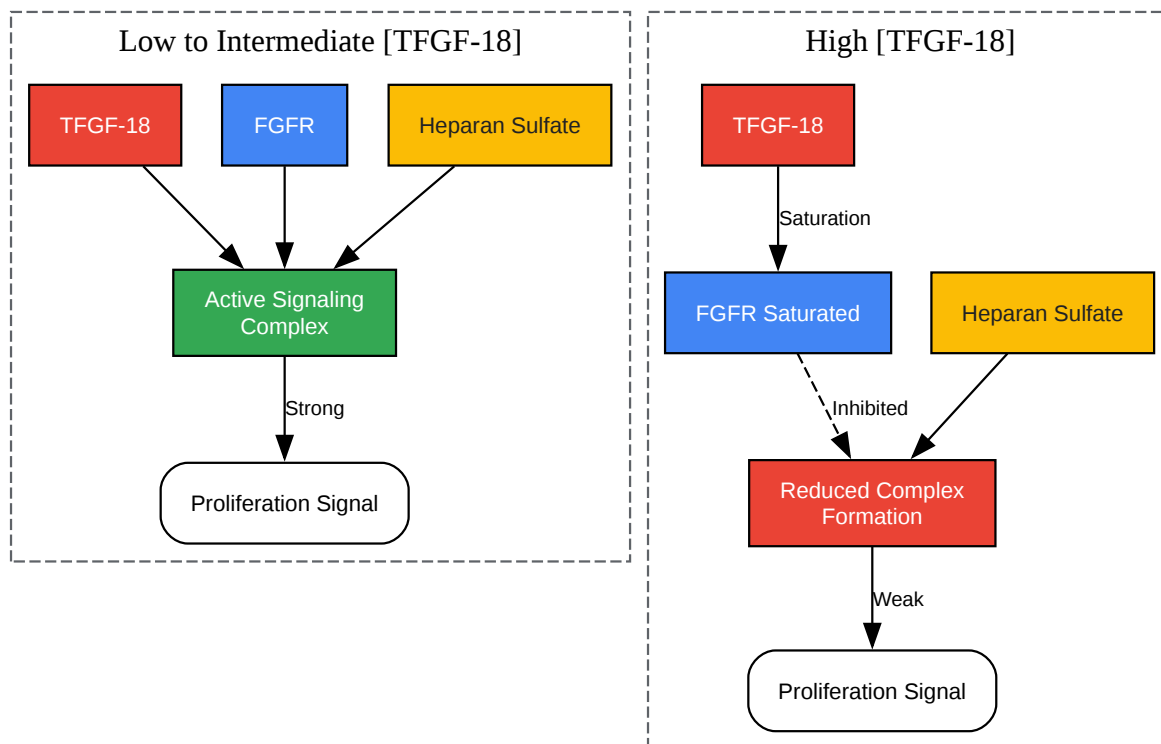 Low to Intermediate [TFGF-18]
TFGF-18
FGFR
Heparan Sulfate
Active Signaling
Complex
Strong
Proliferation Signal
High [TFGF-18]
TFGF-18
Saturation
FGFR Saturated
Heparan Sulfate
Inhibited
Reduced Complex
Formation
Weak
Proliferation Signal